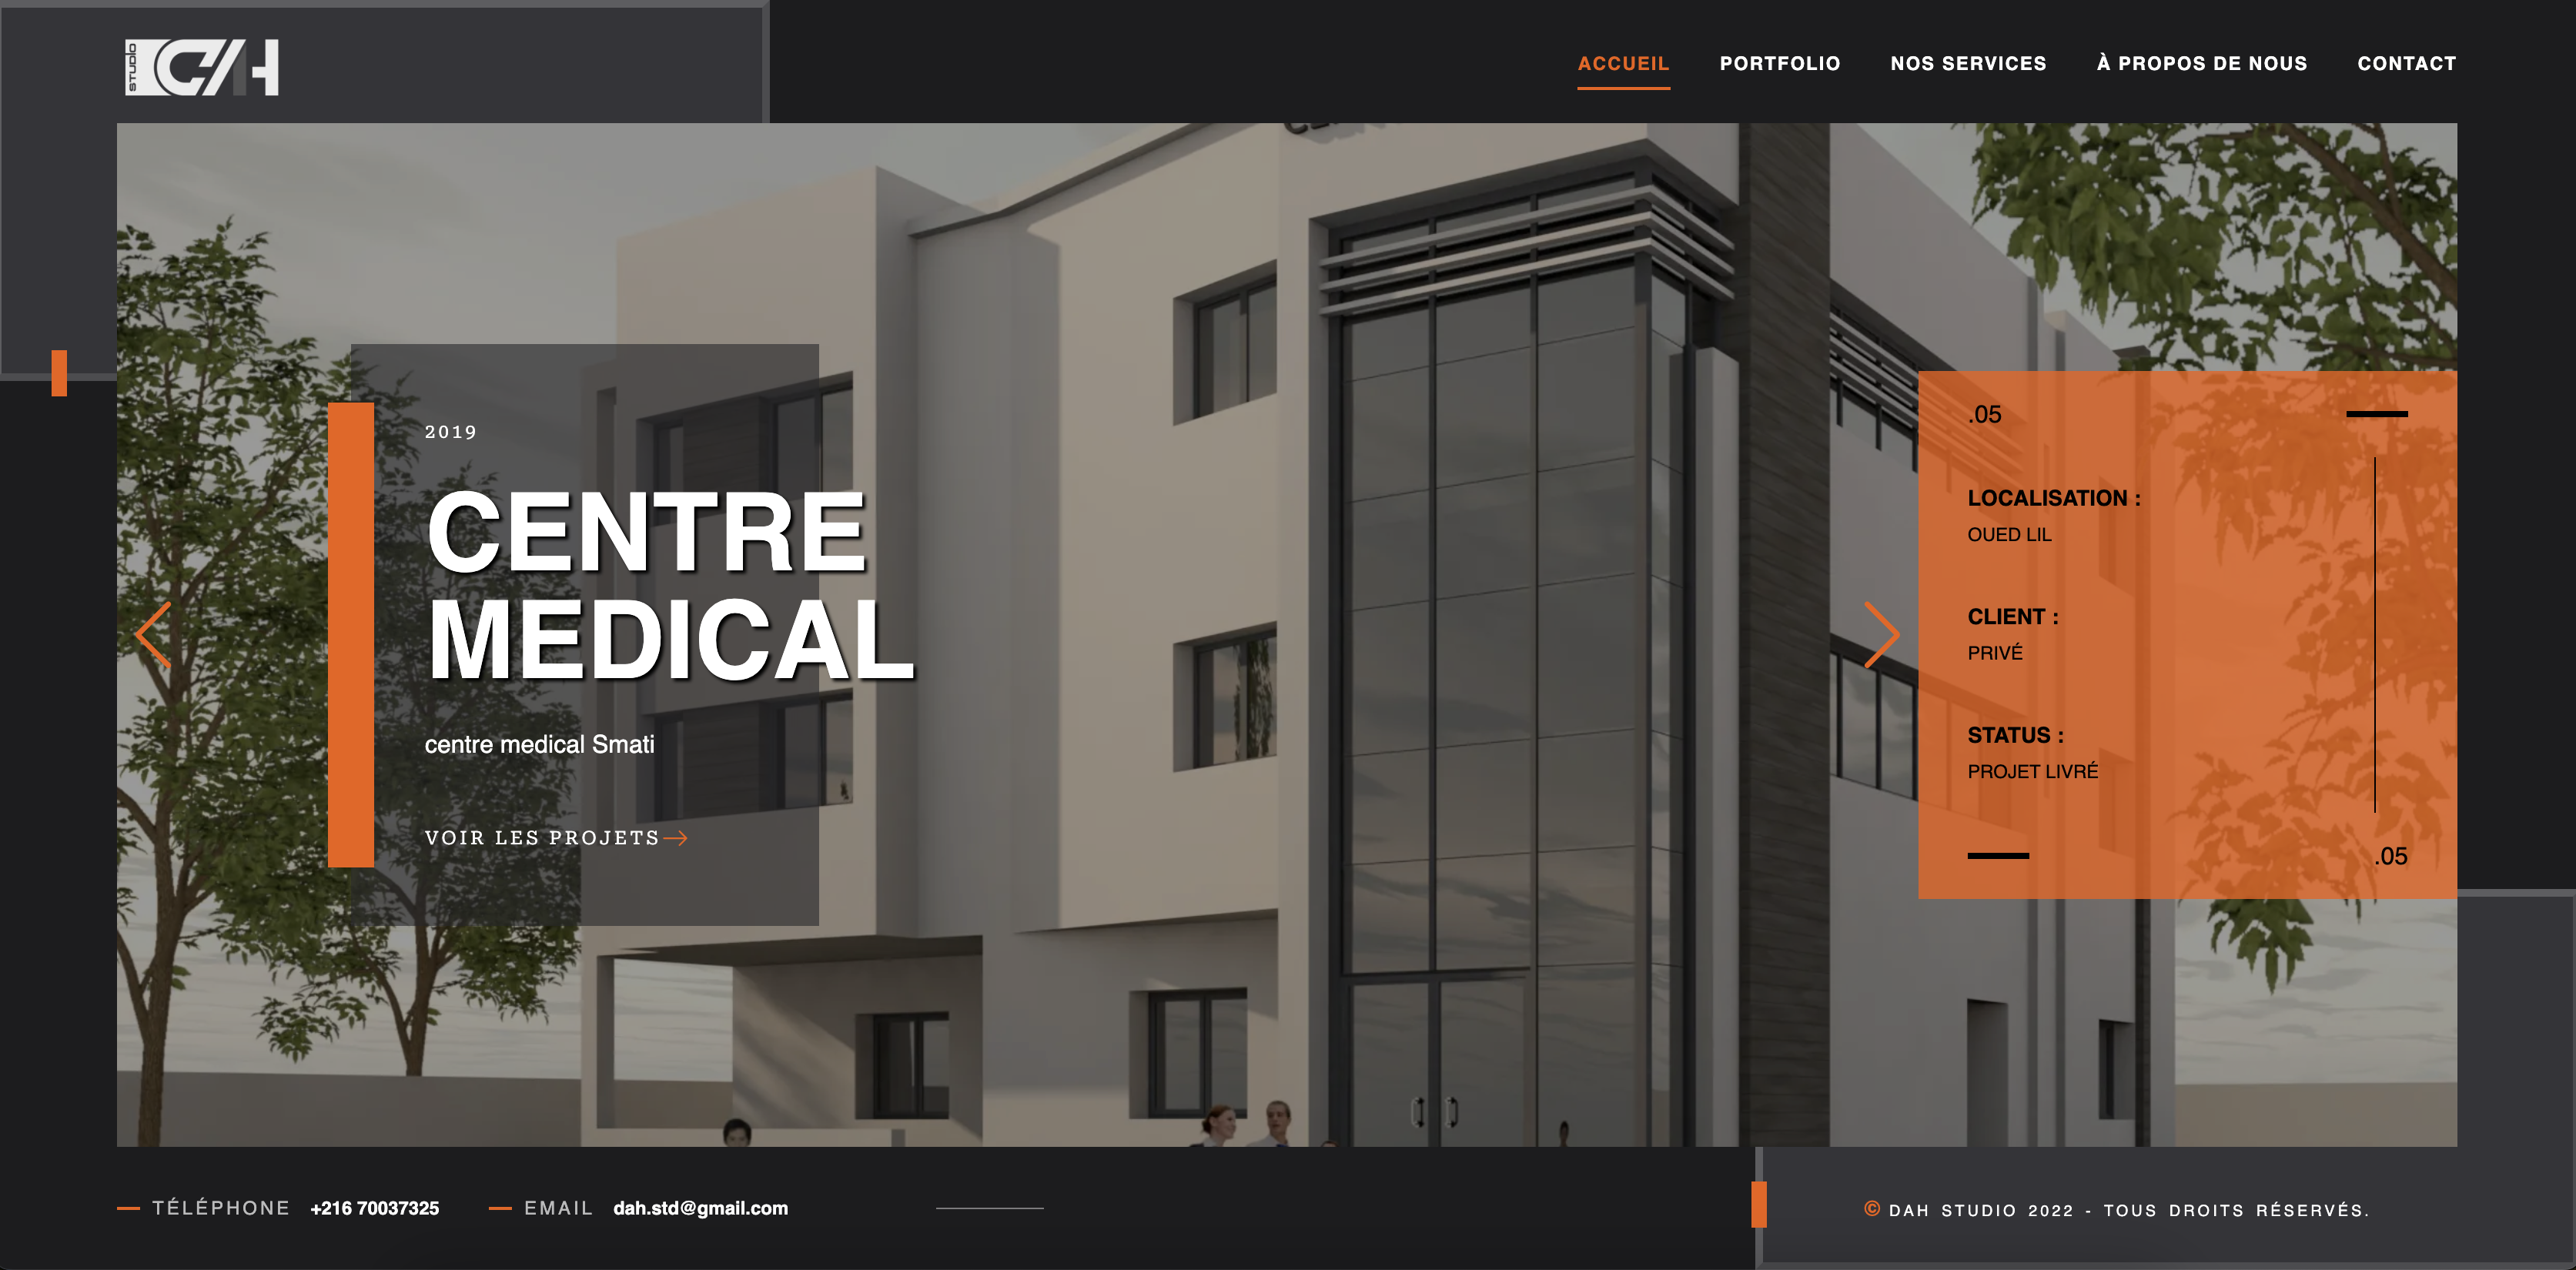 STUDIO
DAH
ACCUEIL
PORTFOLIO
NOS SERVICES
À PROPOS DE NOUS
CONTACT
2019
CENTRE
MEDICAL
centre medical Smati
VOIR LES PROJETS
.05
LOCALISATION :
OUED LIL
CLIENT :
PRIVÉ
STATUS :
PROJET LIVRÉ
.05
TÉLÉPHONE +216 70037325
EMAIL dah.std@gmail.com
© DAH STUDIO 2022 - TOUS DROITS RÉSERVÉS.